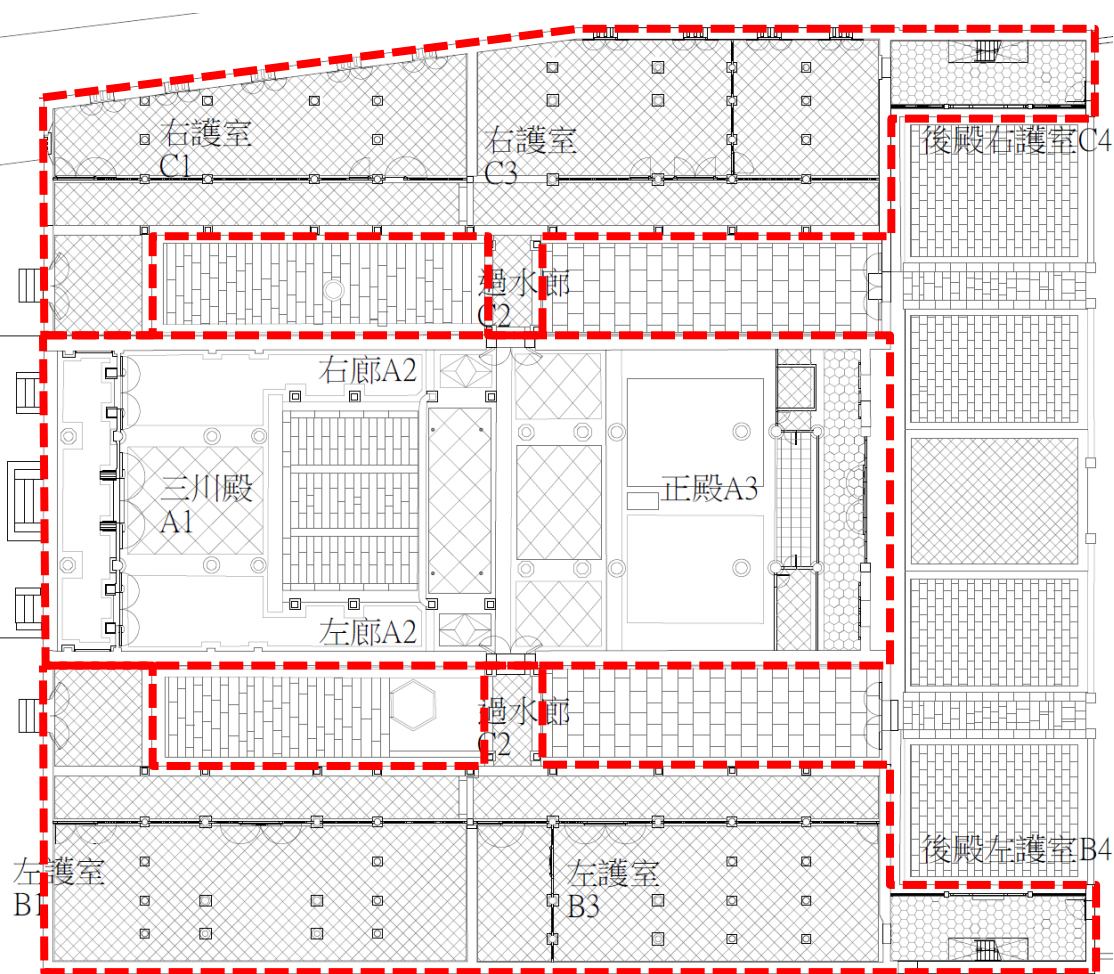 右護室
C1
右護室
C3
後殿右護室C4
過水廊
C2
右廊A2
三川殿
A1
正殿A3
左廊A2
過水廊
C2
左護室
B1
左護室
B3
後殿左護室B4